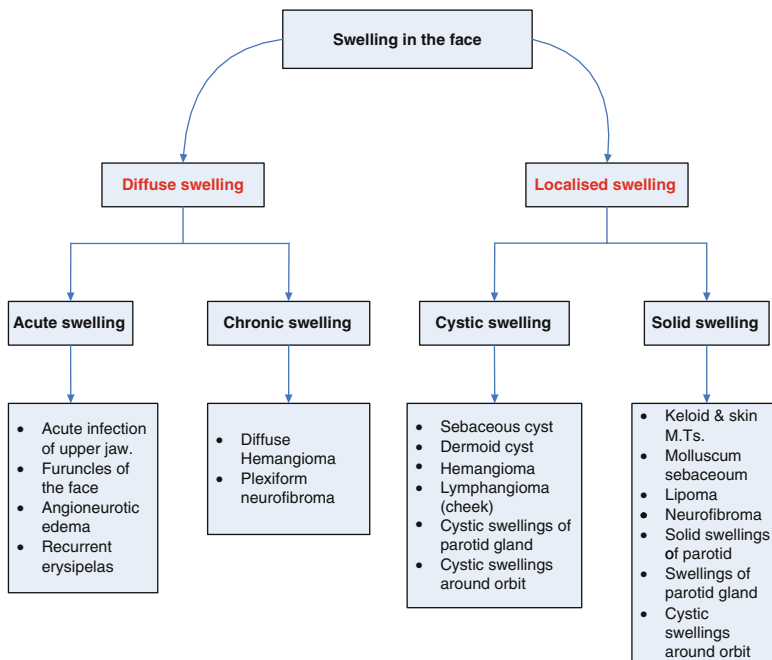 Swelling in the face
Diffuse swelling
Localised swelling
Acute swelling
Chronic swelling
Cystic swelling
Solid swelling
• Acute infection
of upper jaw.
• Furuncles of
the face
• Angioneurotic
edema
• Recurrent
erysipelas
• Diffuse
Hemangioma
• Plexiform
neurofibroma
• Sebaceous cyst
• Dermoid cyst
• Hemangioma
• Lymphangioma
(cheek)
• Cystic swellings of
parotid gland
• Cystic swellings
around orbit
• Keloid & skin
M.Ts.
• Molluscum
sebaceoum
• Lipoma
• Neurofibroma
• Solid swellings
of parotid
• Swellings of
parotid gland
• Cystic
swellings
around orbit